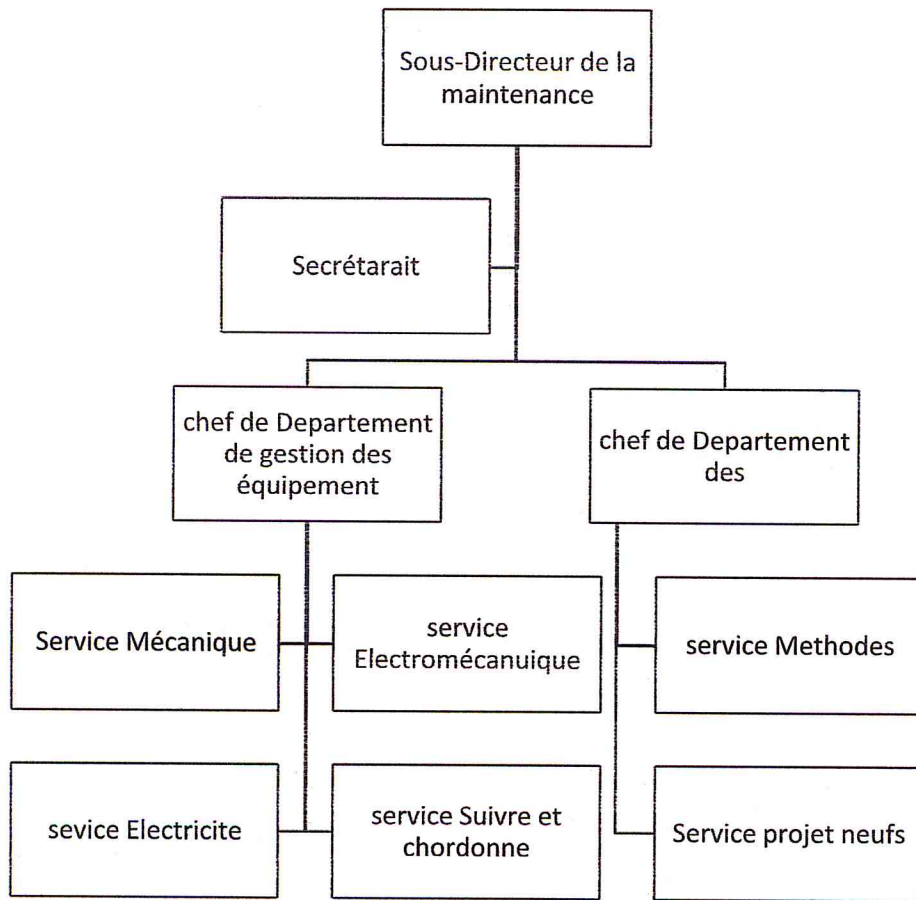 Sous-Directeur de la
maintenance
Secrétarait
chef de Departement
de gestion des
équipement
chef de Departement
des
Service Mécanique
service
Electromécanuique
service Methodes
sevice Electricite
service Suivre et
chordonne
Service projet neufs